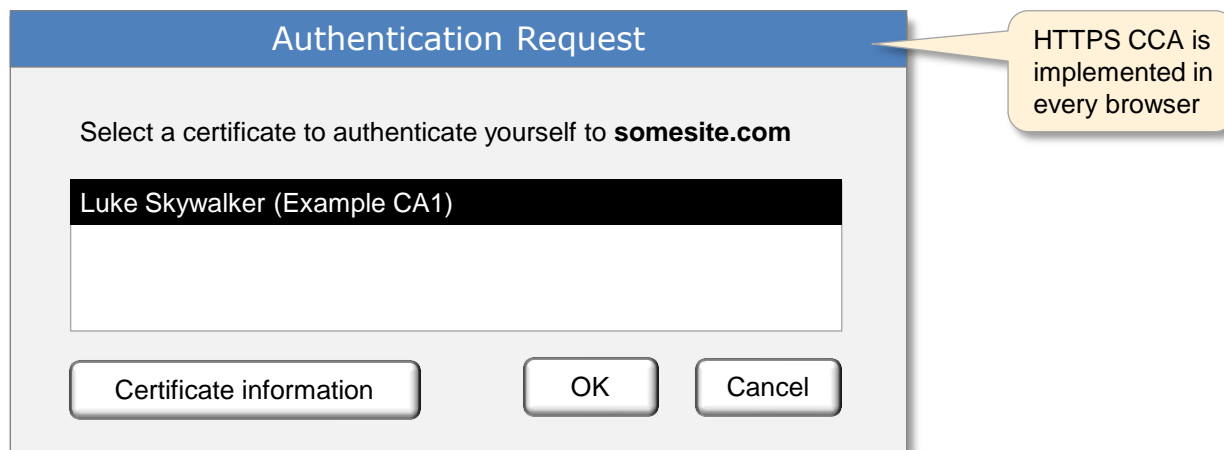 Authentication Request
HTTPS CCA is
implemented in
every browser
Select a certificate to authenticate yourself to somesite.com
Luke Skywalker (Example CA1)
Certificate information
OK
Cancel